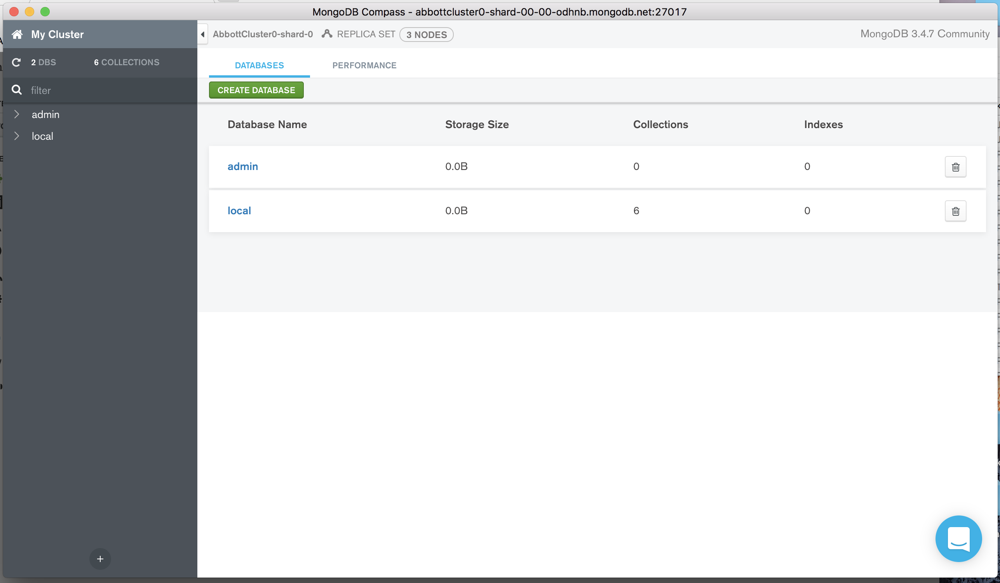 MongoDB Compass - abbottcluster0-shard-00-00-odhnb.mongodb.net:27017
My Cluster
AbbottCluster0-shard-0 REPLICA SET 3 NODES
MongoDB 3.4.7 Community
2 DBS 6 COLLECTIONS
DATABASES PERFORMANCE
filter
CREATE DATABASE
admin
local
Database Name Storage Size Collections Indexes
admin 0.0B 0 0
local 0.0B 6 0
+